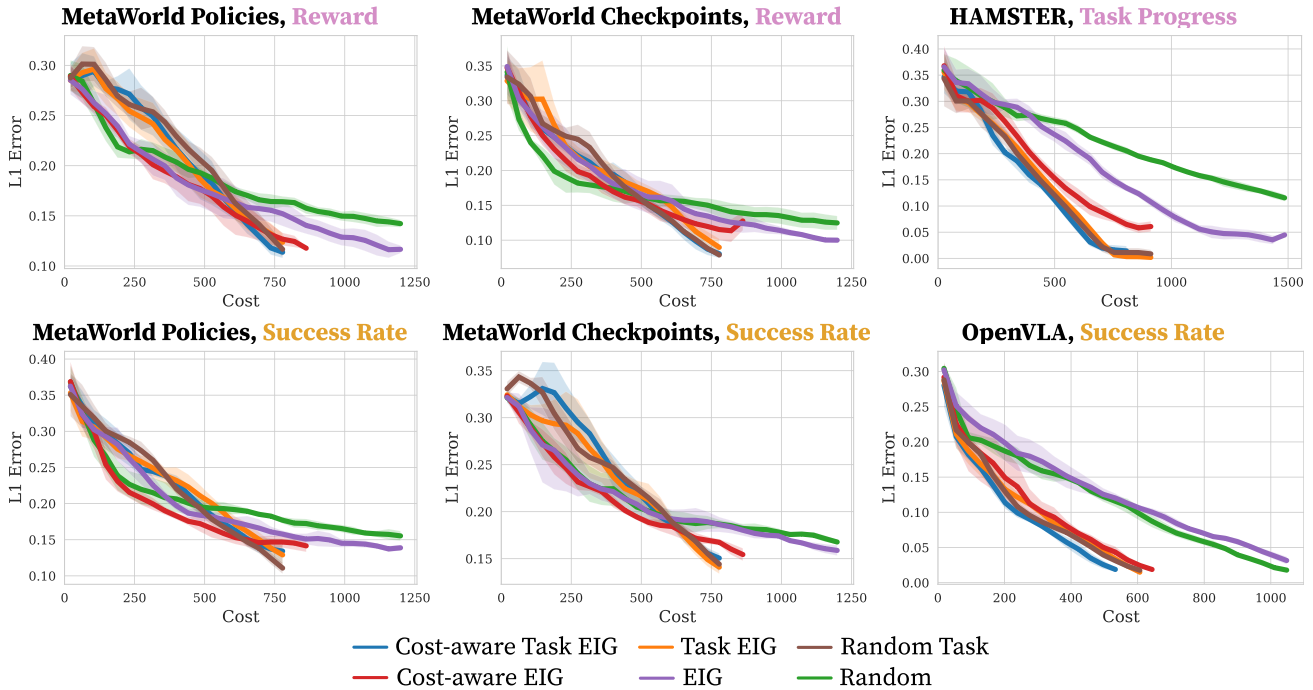 MetaWorld Policies, Reward
MetaWorld Checkpoints, Reward
HAMSTER, Task Progress
L1 Error
0.30
0.25
0.20
0.15
0.10
0 250 500 750 1000 1250
Cost
L1 Error
0.35
0.30
0.25
0.20
0.15
0.10
0 250 500 750 1000 1250
Cost
L1 Error
0.40
0.35
0.30
0.25
0.20
0.15
0.10
0.05
0.00
0 500 1000 1500
Cost
MetaWorld Policies, Success Rate
MetaWorld Checkpoints, Success Rate
OpenVLA, Success Rate
L1 Error
0.40
0.35
0.30
0.25
0.20
0.15
0.10
0 250 500 750 1000 1250
Cost
L1 Error
0.35
0.30
0.25
0.20
0.15
0 250 500 750 1000 1250
Cost
L1 Error
0.30
0.25
0.20
0.15
0.10
0.05
0.00
0 200 400 600 800 1000
Cost
Cost-aware Task EIG Task EIG Random Task
Cost-aware EIG EIG Random